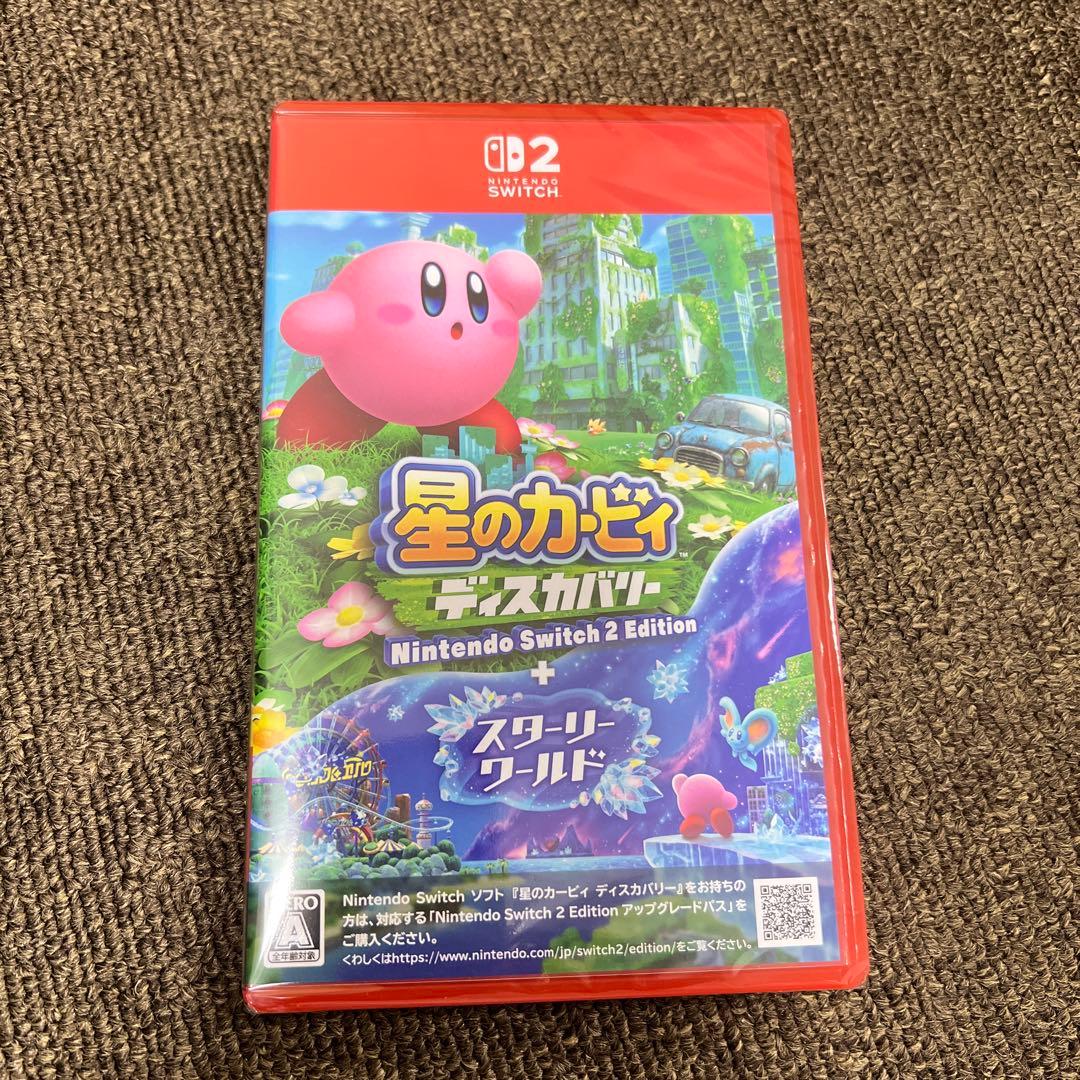 2
NINTENDO
SWITCH
星のカービィ
ディスカバリー
Nintendo Switch 2 Edition
+
スターリー
ワールド
Nintendo Switch ソフト 『星のカービィ ディスカバリー』をお持ちの
方は、対応する「Nintendo Switch 2 Edition アップグレードパス」を
ご購入ください。
くわしくはhttps://www.nintendo.com/jp/switch2/edition/をご覧ください。
A
全年齢対象